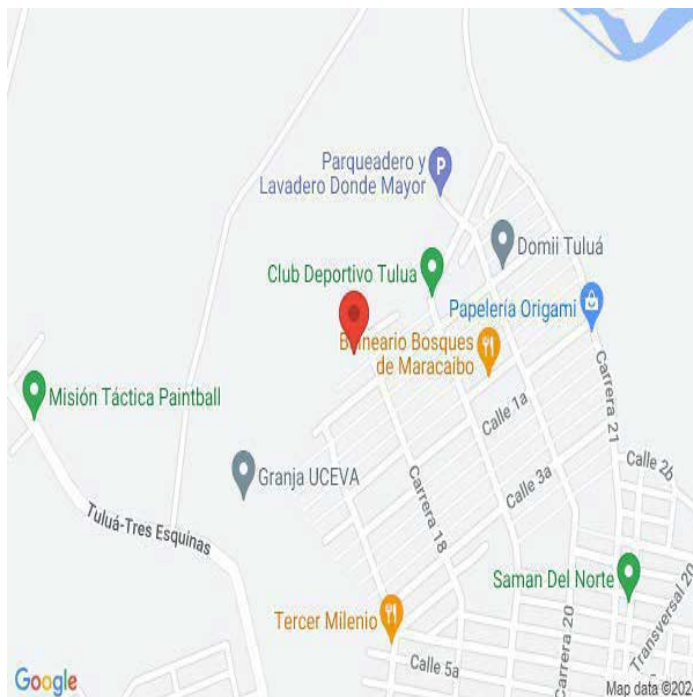 Parqueadero y
Lavadero Donde Mayor
P
Domii Tuluá
Club Deportivo Tulua
Papelería Origami
Balneario Bosques
de Maracaibo
Misión Táctica Paintball
Carrera 21
Calle 1a
Calle 2b
Granja UCEVA
Calle 3a
Carrera 18
Tuluá-Tres Esquinas
Saman Del Norte
Transversal 20
Tercer Milenio
Carrera 20
Calle 5a
Google
Map data ©202